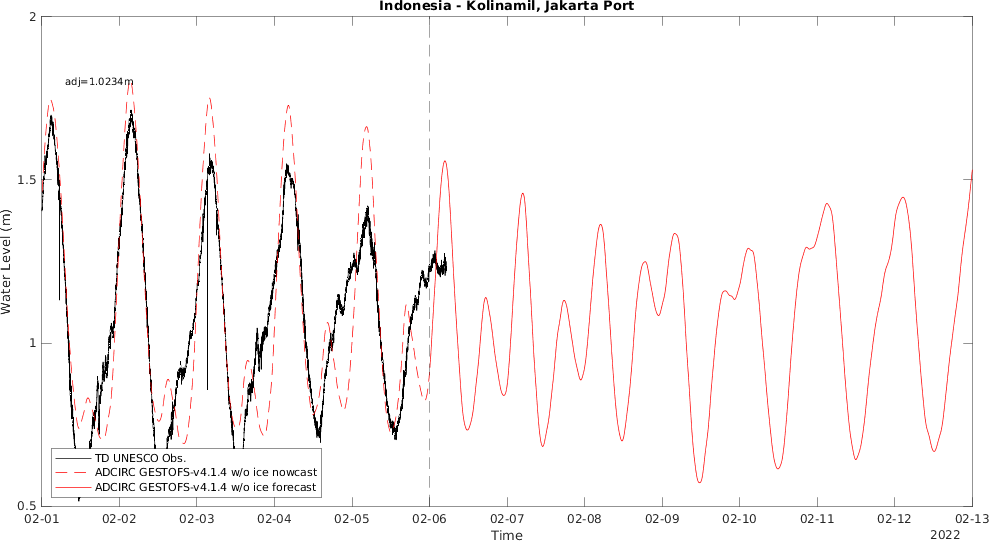 Indonesia - Kolinamil, Jakarta Port
2
adj=1.0234m
1.5
Water Level (m)
1
TD UNESCO Obs.
ADCIRC GESTOFS-v4.1.4 w/o ice nowcast
ADCIRC GESTOFS-v4.1.4 w/o ice forecast
0.5
02-01 02-02 02-03 02-04 02-05 02-06 02-07 02-08 02-09 02-10 02-11 02-12 02-13
Time
2022